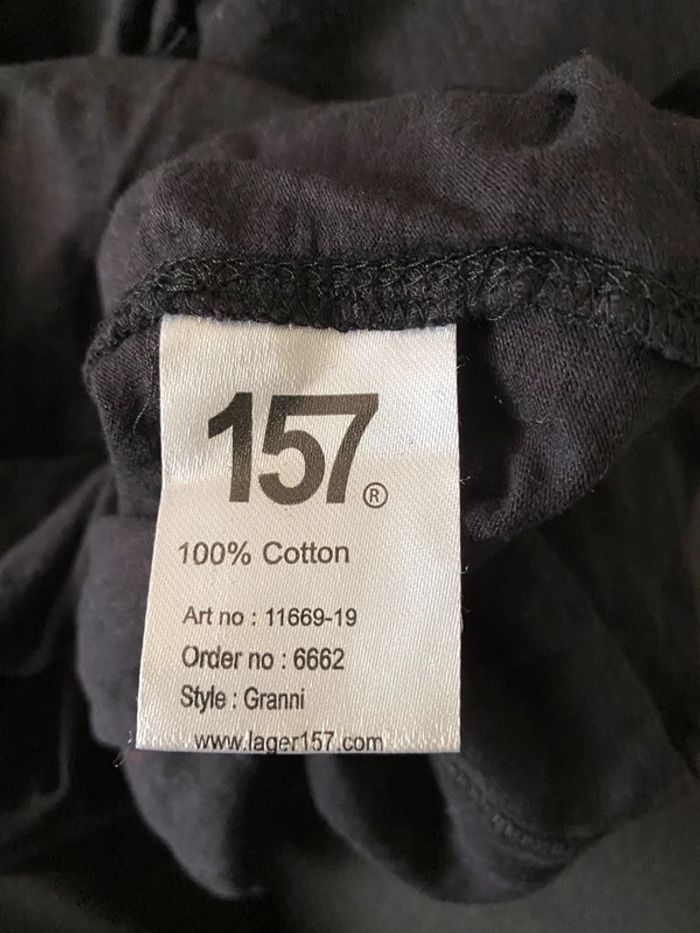 157®
100% Cotton
Art no : 11669-19
Order no : 6662
Style : Granni
www.lager157.com